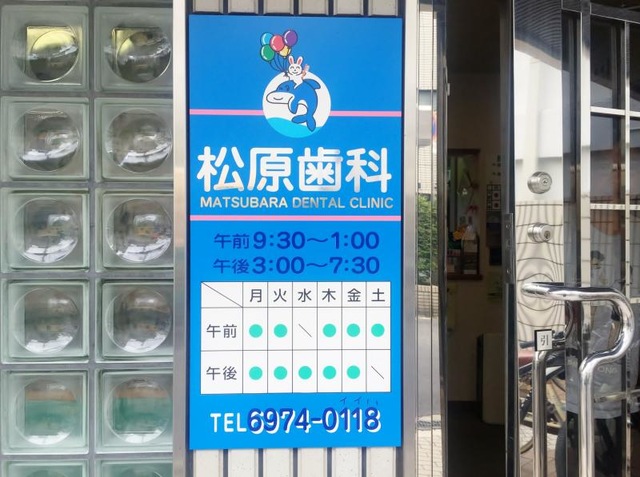 松原歯科
MATSUBARA DENTAL CLINIC
午前9:30〜1:00
午後3:00〜7:30
月 火 水 木 金 土
午前 ● ● \ ● ● ●
午後 ● ● ● ● ● \
TEL6974-0118
引